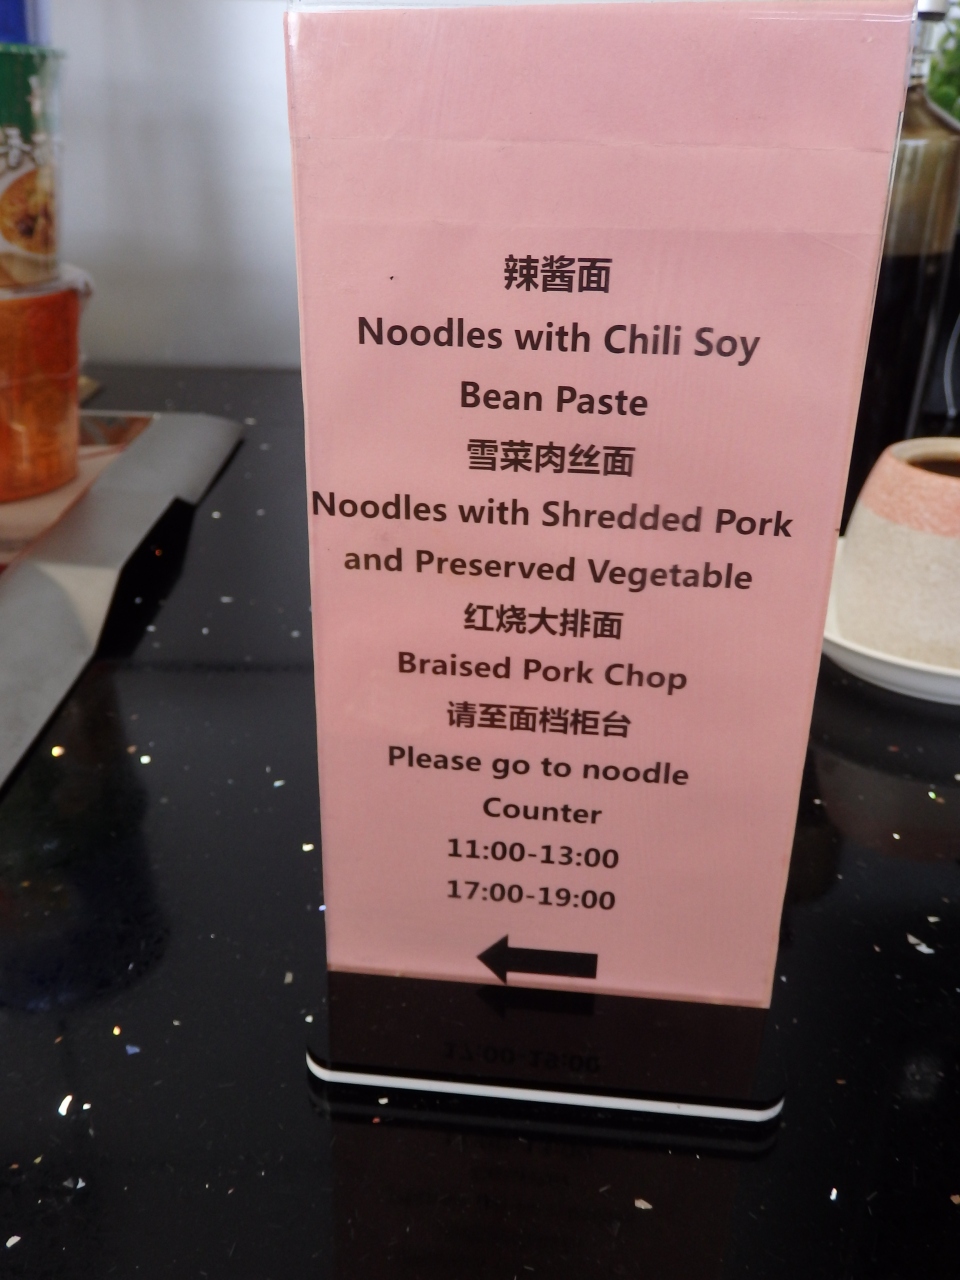 辣酱面
Noodles with Chili Soy
Bean Paste
雪菜肉丝面
Noodles with Shredded Pork
and Preserved Vegetable
红烧大排面
Braised Pork Chop
请至面档柜台
Please go to noodle
Counter
11:00-13:00
17:00-19:00